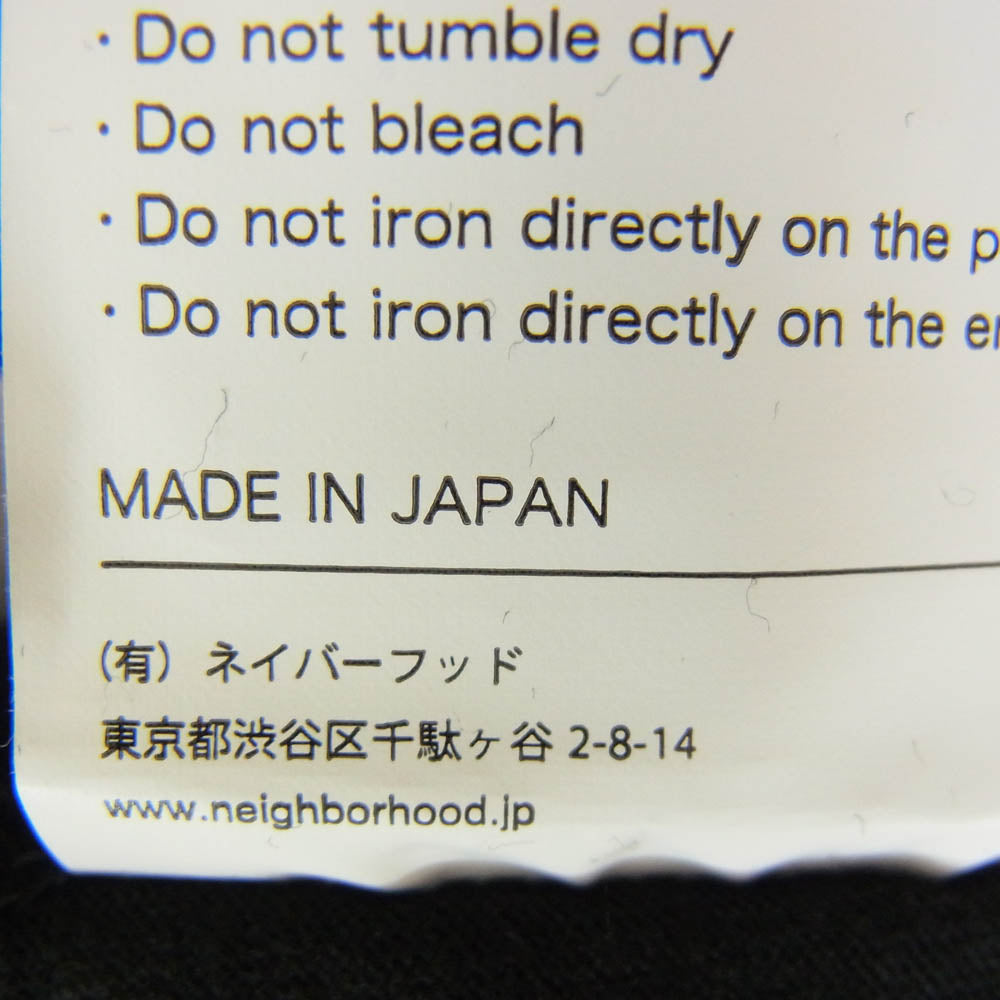 ・Do not tumble dry
・Do not bleach
・Do not iron directly on the
・Do not iron directly on the
MADE IN JAPAN
(有) ネイバーフッド
東京都渋谷区千駄ヶ谷 2-8-14
www.neighborhood.jp